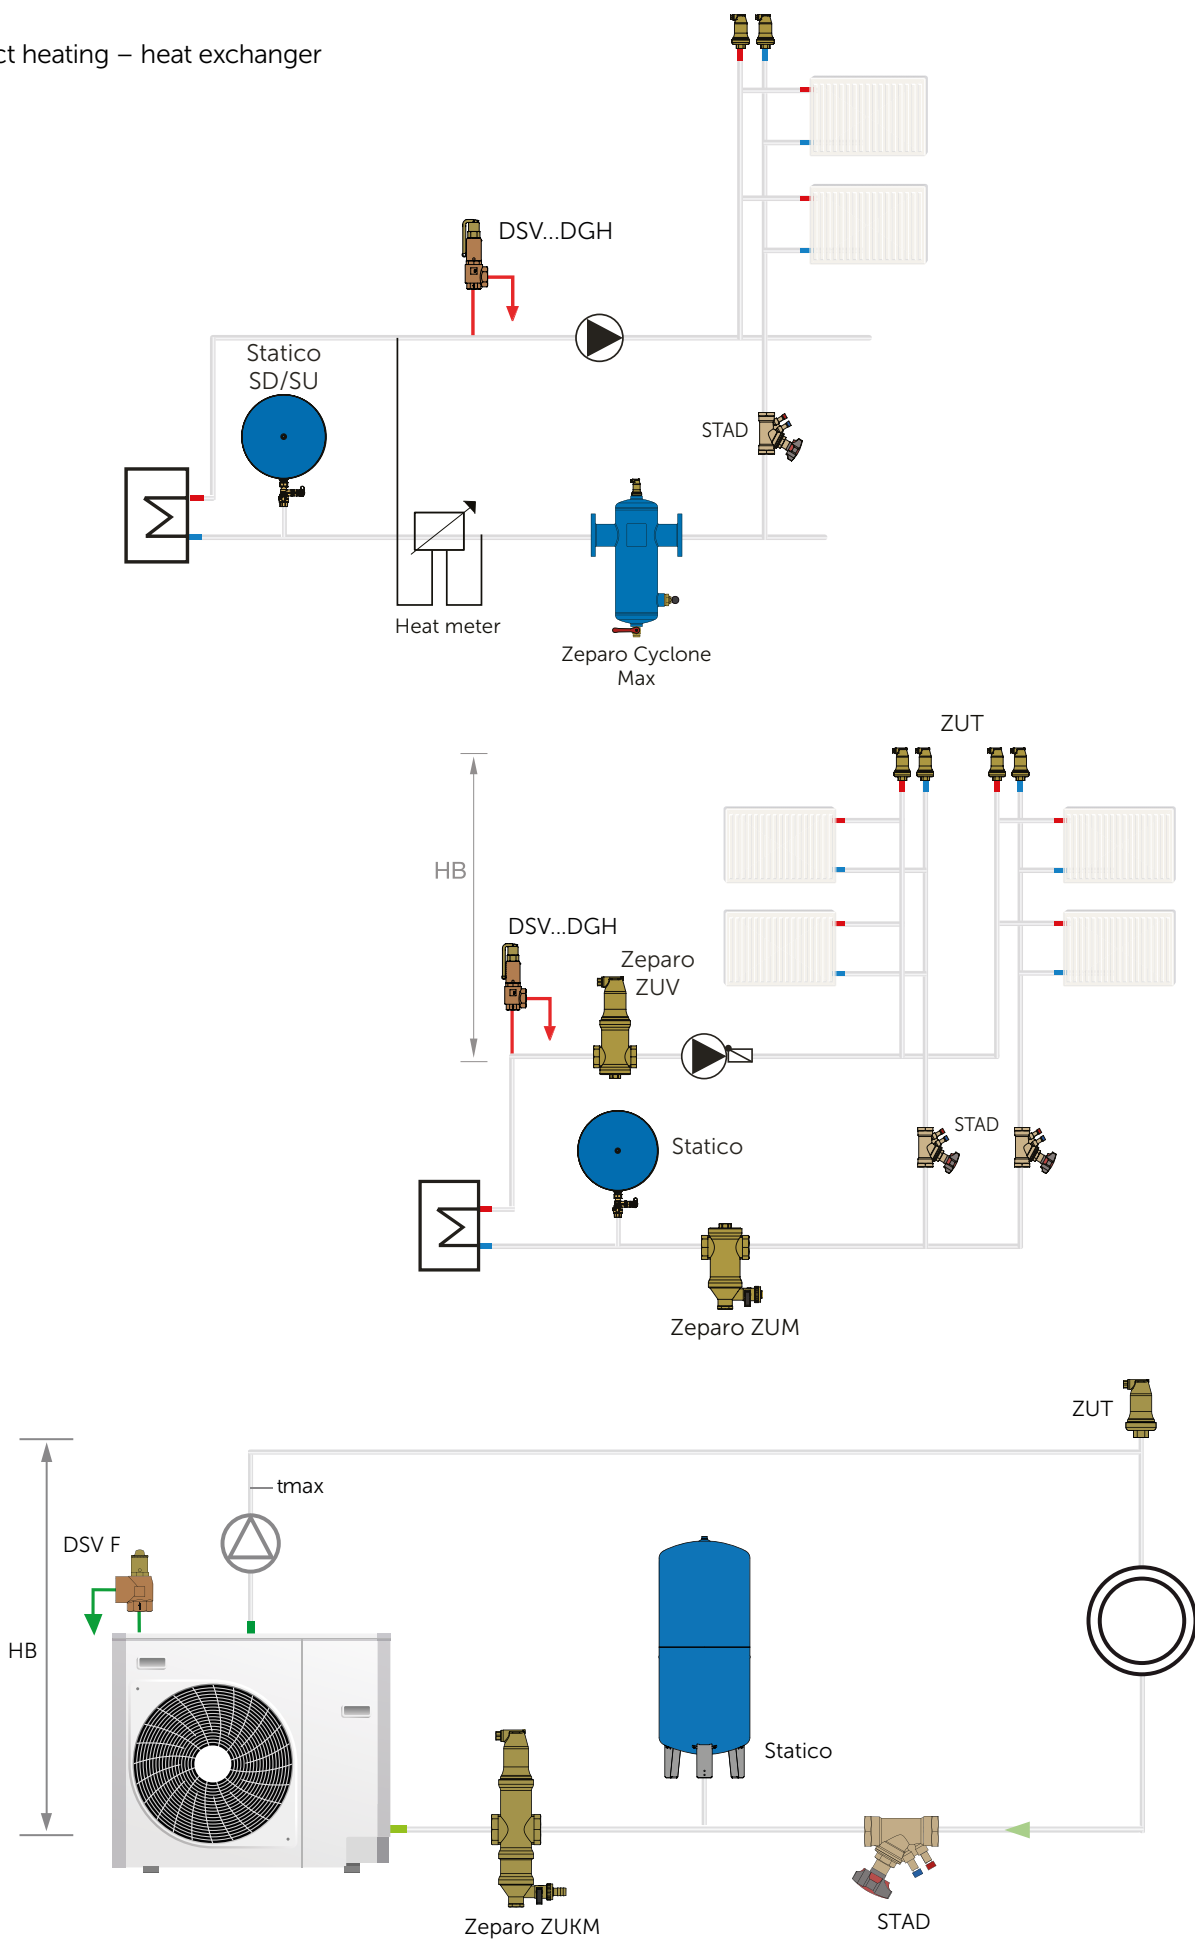 ct heating – heat exchanger
DSV...DGH
Statico
SD/SU
STAD
Heat meter
Zeparo Cyclone
Max
ZUT
HB
DSV...DGH
Zeparo
ZUV
STAD
Statico
Zeparo ZUM
ZUT
tmax
DSV F
HB
Statico
Zeparo ZUKM
STAD